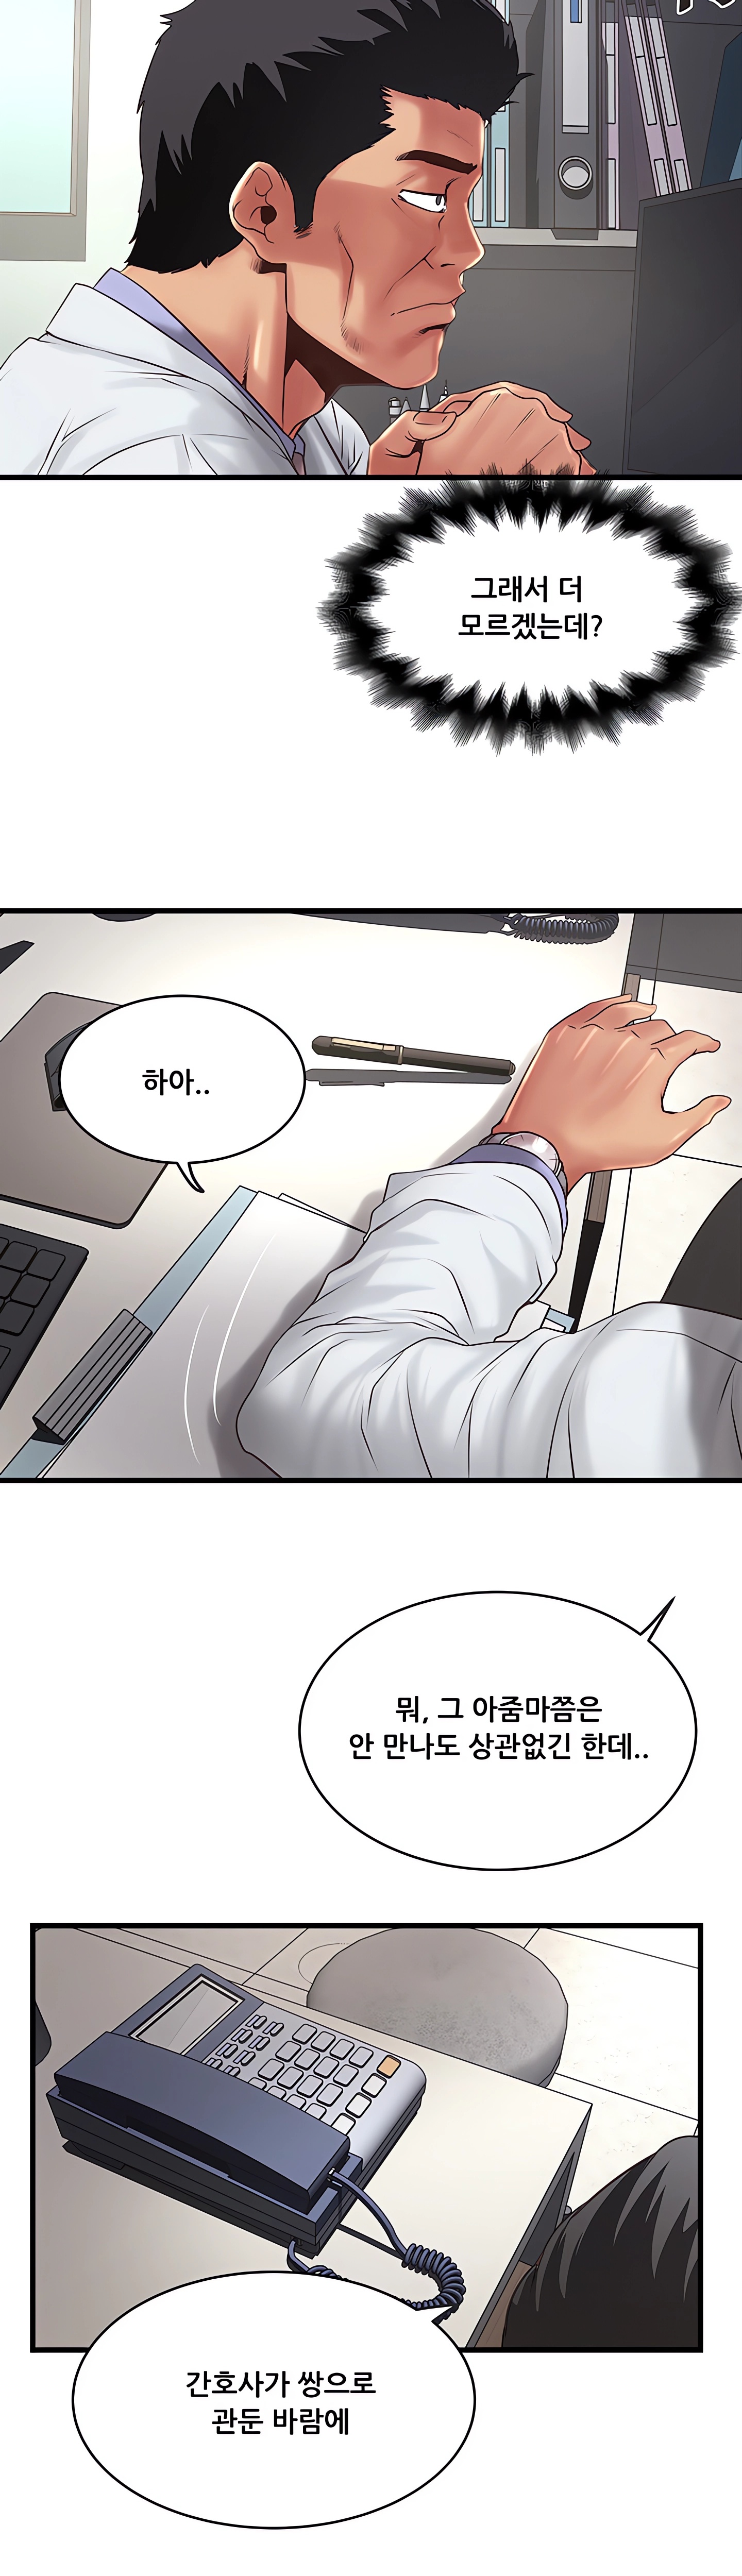 그래서 더
모르겠는데?
하아..
뭐, 그 아줌마쯤은
안 만나도 상관없긴 한데..
간호사가 쌍으로
관둔 바람에